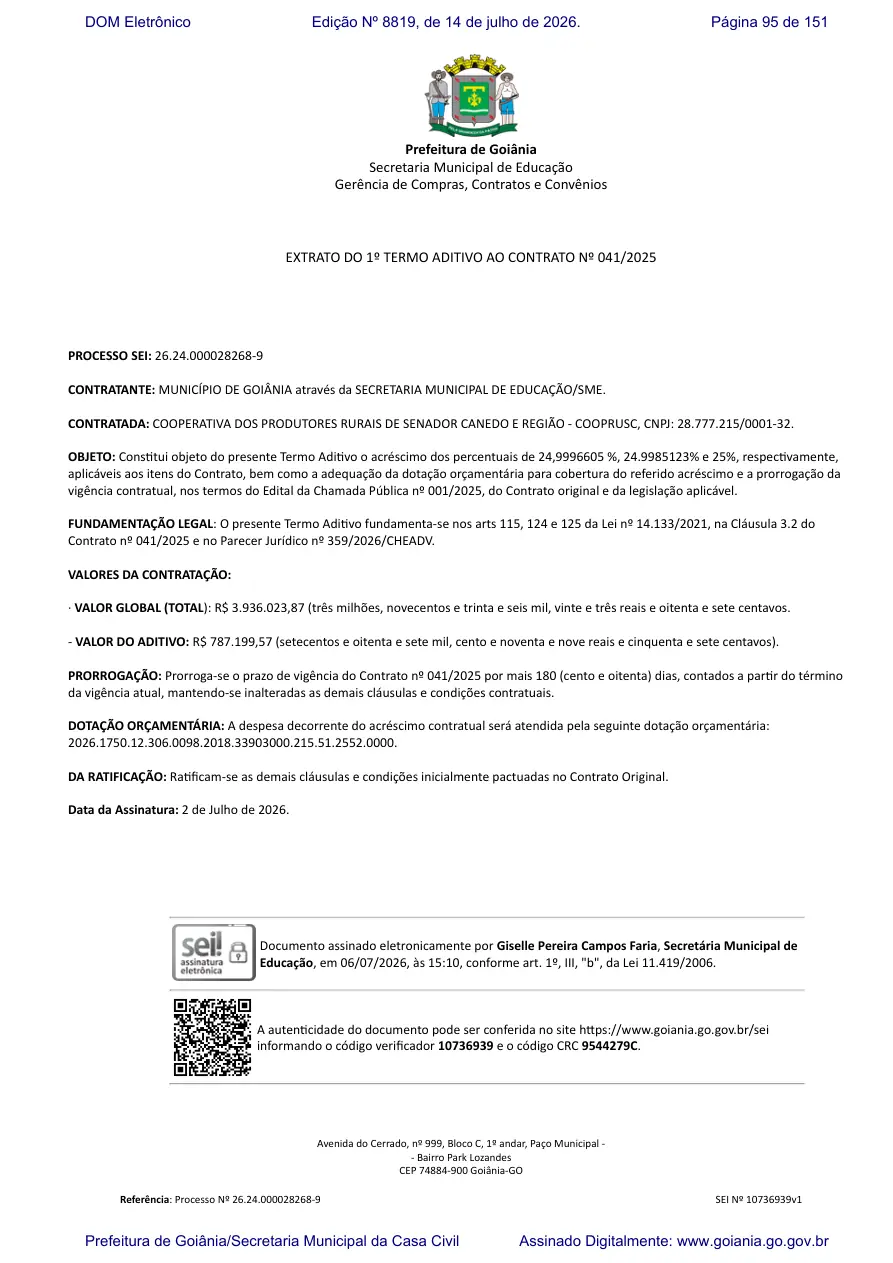 DOM Eletrônico Edição Nº 8819, de 14 de julho de 2026. Página 95 de 151
Prefeitura de Goiânia
Secretaria Municipal de Educação
Gerência de Compras, Contratos e Convênios
EXTRATO DO 1º TERMO ADITIVO AO CONTRATO Nº 041/2025
PROCESSO SEI: 26.24.000028268-9
CONTRATANTE: MUNICÍPIO DE GOIÂNIA através da SECRETARIA MUNICIPAL DE EDUCAÇÃO/SME.
CONTRATADA: COOPERATIVA DOS PRODUTORES RURAIS DE SENADOR CANEDO E REGIÃO - COOPRUSC, CNPJ: 28.777.215/0001-32.
OBJETO: Constitui objeto do presente Termo Aditivo o acréscimo dos percentuais de 24,9996605 %, 24.9985123% e 25%, respectivamente,
aplicáveis aos itens do Contrato, bem como a adequação da dotação orçamentária para cobertura do referido acréscimo e a prorrogação da
vigência contratual, nos termos do Edital da Chamada Pública nº 001/2025, do Contrato original e da legislação aplicável.
FUNDAMENTAÇÃO LEGAL: O presente Termo Aditivo fundamenta-se nos arts 115, 124 e 125 da Lei nº 14.133/2021, na Cláusula 3.2 do
Contrato nº 041/2025 e no Parecer Jurídico nº 359/2026/CHEADV.
VALORES DA CONTRATAÇÃO:
· VALOR GLOBAL (TOTAL): R$ 3.936.023,87 (três milhões, novecentos e trinta e seis mil, vinte e três reais e oitenta e sete centavos.
- VALOR DO ADITIVO: R$ 787.199,57 (setecentos e oitenta e sete mil, cento e noventa e nove reais e cinquenta e sete centavos).
PRORROGAÇÃO: Prorroga-se o prazo de vigência do Contrato nº 041/2025 por mais 180 (cento e oitenta) dias, contados a partir do término
da vigência atual, mantendo-se inalteradas as demais cláusulas e condições contratuais.
DOTAÇÃO ORÇAMENTÁRIA: A despesa decorrente do acréscimo contratual será atendida pela seguinte dotação orçamentária:
2026.1750.12.306.0098.2018.33903000.215.51.2552.0000.
DA RATIFICAÇÃO: Ratificam-se as demais cláusulas e condições inicialmente pactuadas no Contrato Original.
Data da Assinatura: 2 de Julho de 2026.
sei!
assinatura
eletrônica
Documento assinado eletronicamente por Giselle Pereira Campos Faria, Secretária Municipal de
Educação, em 06/07/2026, às 15:10, conforme art. 1º, III, "b", da Lei 11.419/2006.
A autenticidade do documento pode ser conferida no site https://www.goiania.go.gov.br/sei
informando o código verificador 10736939 e o código CRC 9544279C.
Avenida do Cerrado, nº 999, Bloco C, 1º andar, Paço Municipal -
- Bairro Park Lozandes
CEP 74884-900 Goiânia-GO
Referência: Processo Nº 26.24.000028268-9 SEI Nº 10736939v1
Prefeitura de Goiânia/Secretaria Municipal da Casa Civil Assinado Digitalmente: www.goiania.go.gov.br